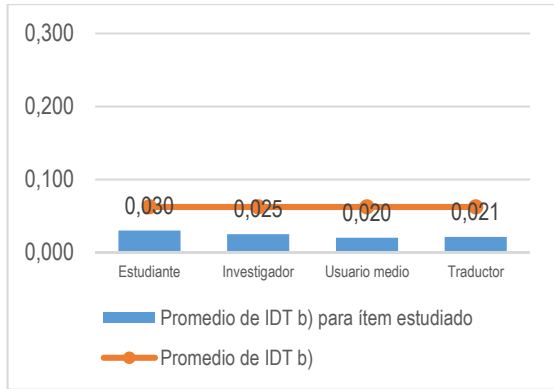 0,300
0,200
0,100
0,000
0,030 0,025 0,020 0,021
Estudiante Investigador Usuario medio Traductor
Promedio de IDT b) para ítem estudiado
Promedio de IDT b)